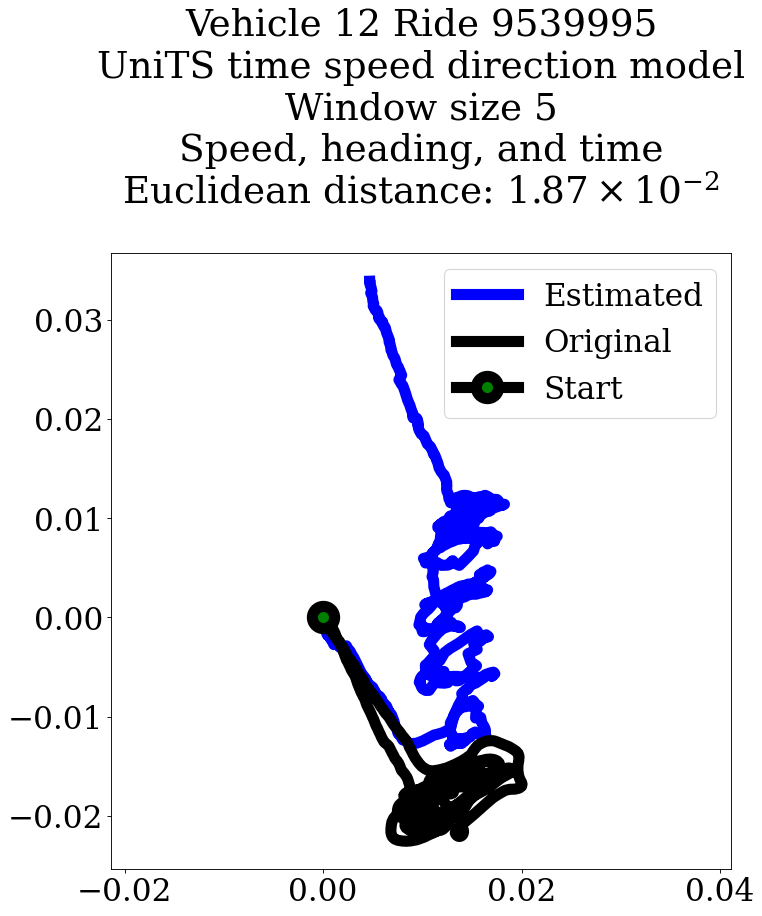 Vehicle 12 Ride 9539995
UniTS time speed direction model
Window size 5
Speed, heading, and time
Euclidean distance: 1.87 × 10⁻²
Estimated
Original
Start
0.03
0.02
0.01
0.00
−0.01
−0.02
−0.02
0.00
0.02
0.04